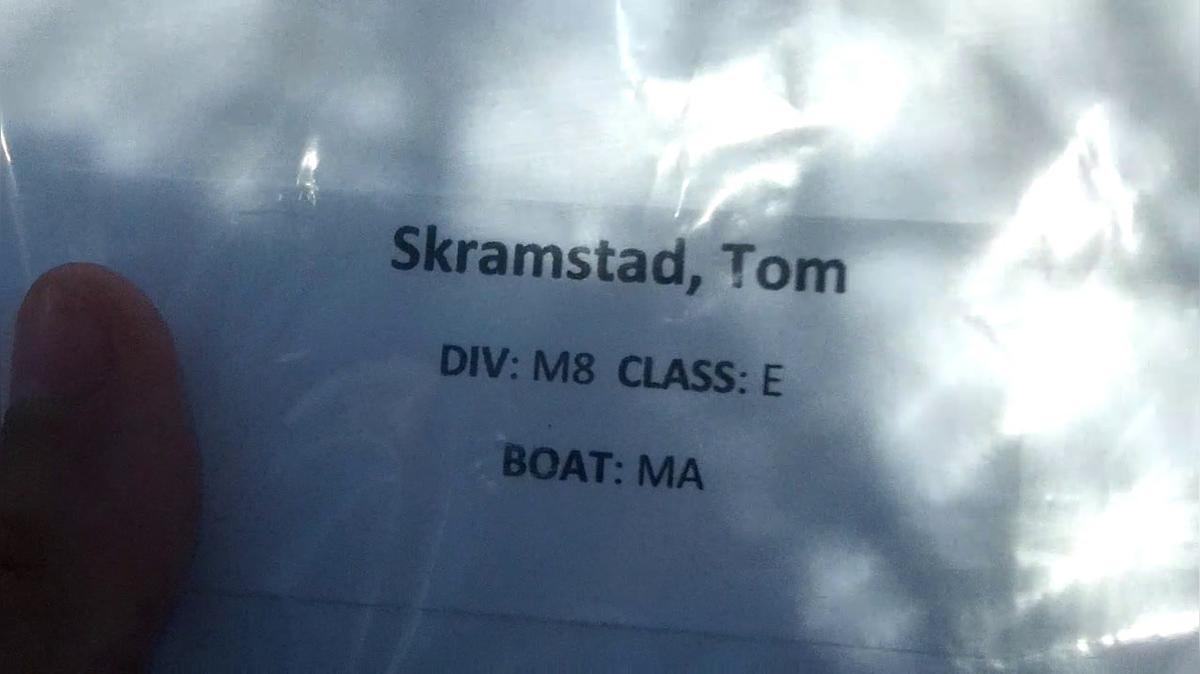 Skramstad, Tom
DIV: M8 CLASS: E
BOAT: MA